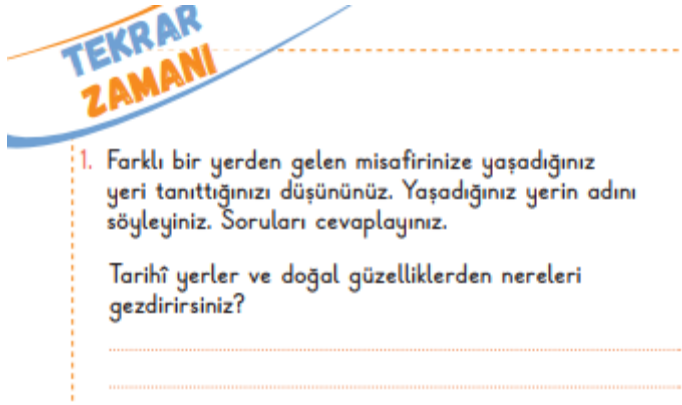 TEKRAR
ZAMANI
1. Farklı bir yerden gelen misafirinize yaşadığınız
yeri tanıttığınızı düşününüz. Yaşadığınız yerin adını
söyleyiniz. Soruları cevaplayınız.
Tarihî yerler ve doğal güzelliklerden nereleri
gezdirirsiniz?